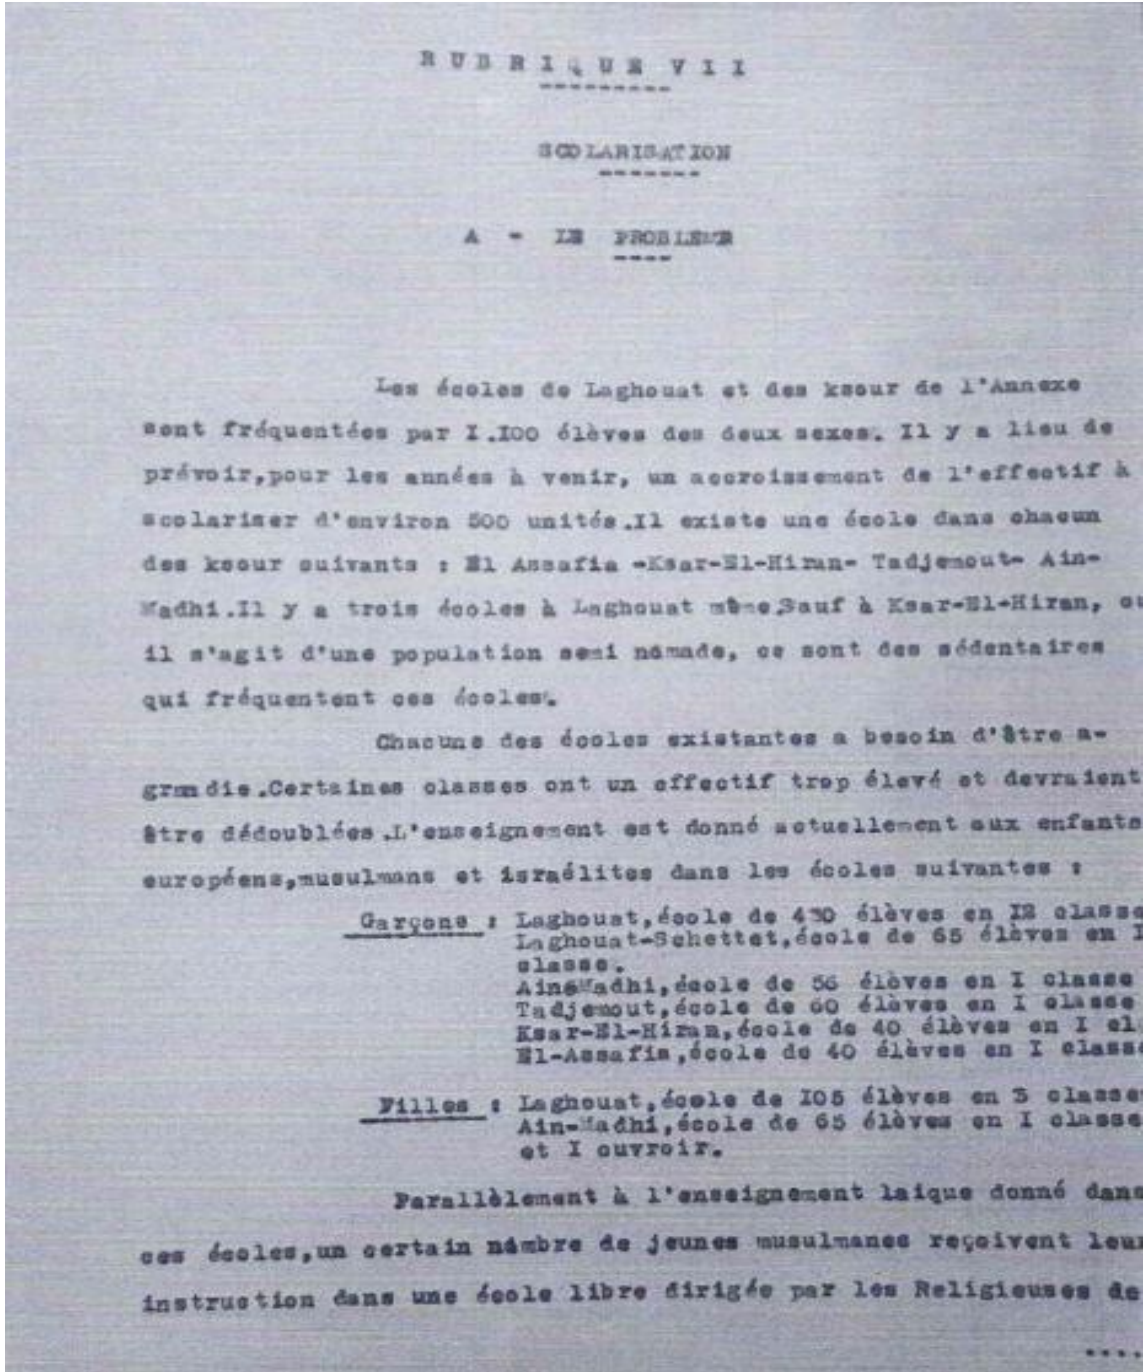 RUBRIQUE VII
---------
SCOLARISATION
-------
A - LE PROBLEME
----
Les écoles de Laghouat et des ksour de l'Annexe
sont fréquentées par I.I00 élèves des deux sexes. Il y a lieu de
prévoir,pour les années à venir, un accroissement de l'effectif à
scolariser d'environ 500 unités.Il existe une école dans chacun
des ksour suivants : El Assafia -Ksar-El-Hiran- Tadjemout- Ain-
Madhi.Il y a trois écoles à Laghouat même.Sauf à Ksar-El-Hiran, ou
il s'agit d'une population semi nomade, ce sont des sédentaires
qui fréquentent ces écoles.
Chacune des écoles existantes a besoin d'être a-
grandie.Certaines classes ont un effectif trop élevé et devraient
être dédoublées.L'enseignement est donné actuellement aux enfants
européens,musulmans et israélites dans les écoles suivantes :
Garçons : Laghouat,école de 430 élèves en I2 classe
Laghouat-Schettet,école de 65 élèves en I
classe.
Ain-Madhi,école de 56 élèves en I classe
Tadjemout,école de 60 élèves en I classe
Ksar-El-Hiran,école de 40 élèves en I cl
El-Assafia,école de 40 élèves en I classe
Filles : Laghouat,école de I05 élèves en 3 classes
Ain-Madhi,école de 65 élèves en I classe
et I ouvroir.
Parallèlement à l'enseignement laique donné dans
ces écoles,un certain nombre de jeunes musulmanes reçoivent leur
instruction dans une école libre dirigée par les Religieuses de
....